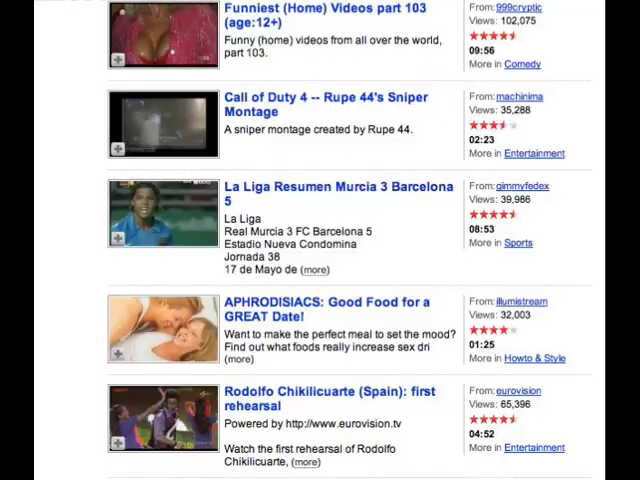 Funniest (Home) Videos part 103
(age:12+)
Funny (home) videos from all over the world,
part 103.
From: 999cryptic
Views: 102,075
09:56
More in Comedy
Call of Duty 4 -- Rupe 44's Sniper
Montage
A sniper montage created by Rupe 44.
From: machinima
Views: 35,288
02:23
More in Entertainment
La Liga Resumen Murcia 3 Barcelona
5
La Liga
Real Murcia 3 FC Barcelona 5
Estadio Nueva Condomina
Jornada 38
17 de Mayo de (more)
From: gimmyfedex
Views: 39,986
08:53
More in Sports
APHRODISIACS: Good Food for a
GREAT Date!
Want to make the perfect meal to set the mood?
Find out what foods really increase sex dri
(more)
From: illumistream
Views: 32,003
01:25
More in Howto & Style
Rodolfo Chikilicuarte (Spain): first
rehearsal
Powered by http://www.eurovision.tv
Watch the first rehearsal of Rodolfo
Chikilicuarte, (more)
From: eurovision
Views: 65,396
04:52
More in Entertainment